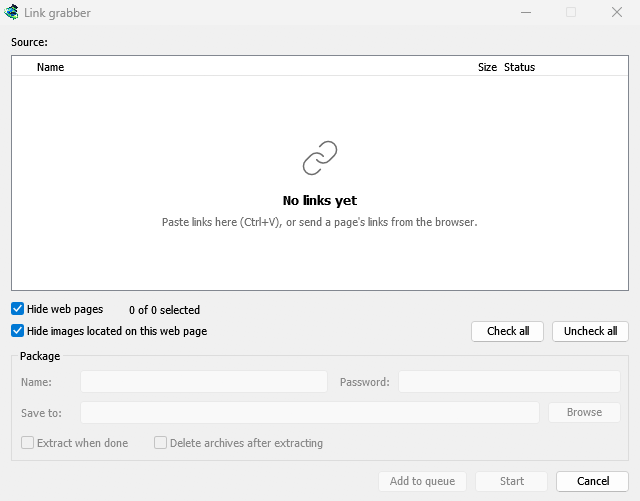 Link grabber
Source:
Name Size Status
No links yet
Paste links here (Ctrl+V), or send a page's links from the browser.
Hide web pages 0 of 0 selected
Hide images located on this web page Check all Uncheck all
Package
Name: Password:
Save to: Browse
Extract when done Delete archives after extracting
Add to queue Start Cancel